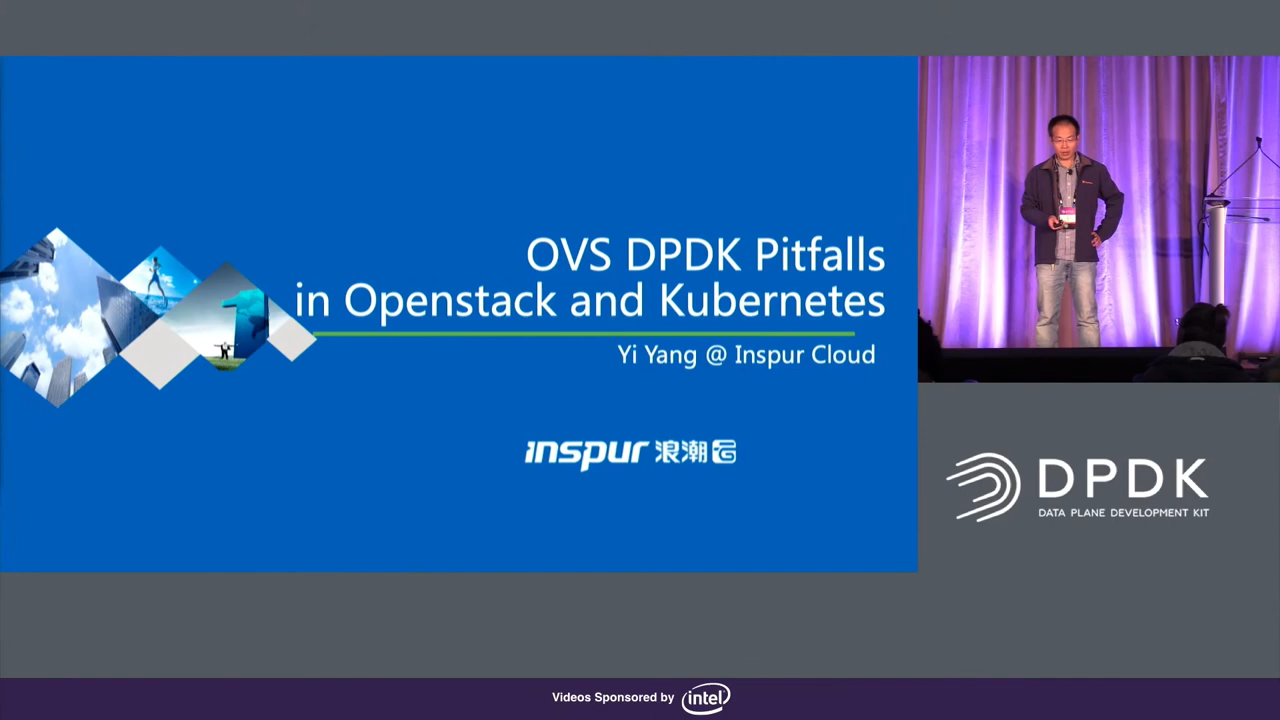 OVS DPDK Pitfalls
in Openstack and Kubernetes
Yi Yang @ Inspur Cloud
inspur 浪潮
DPDK
DATA PLANE DEVELOPMENT KIT
Videos Sponsored by intel